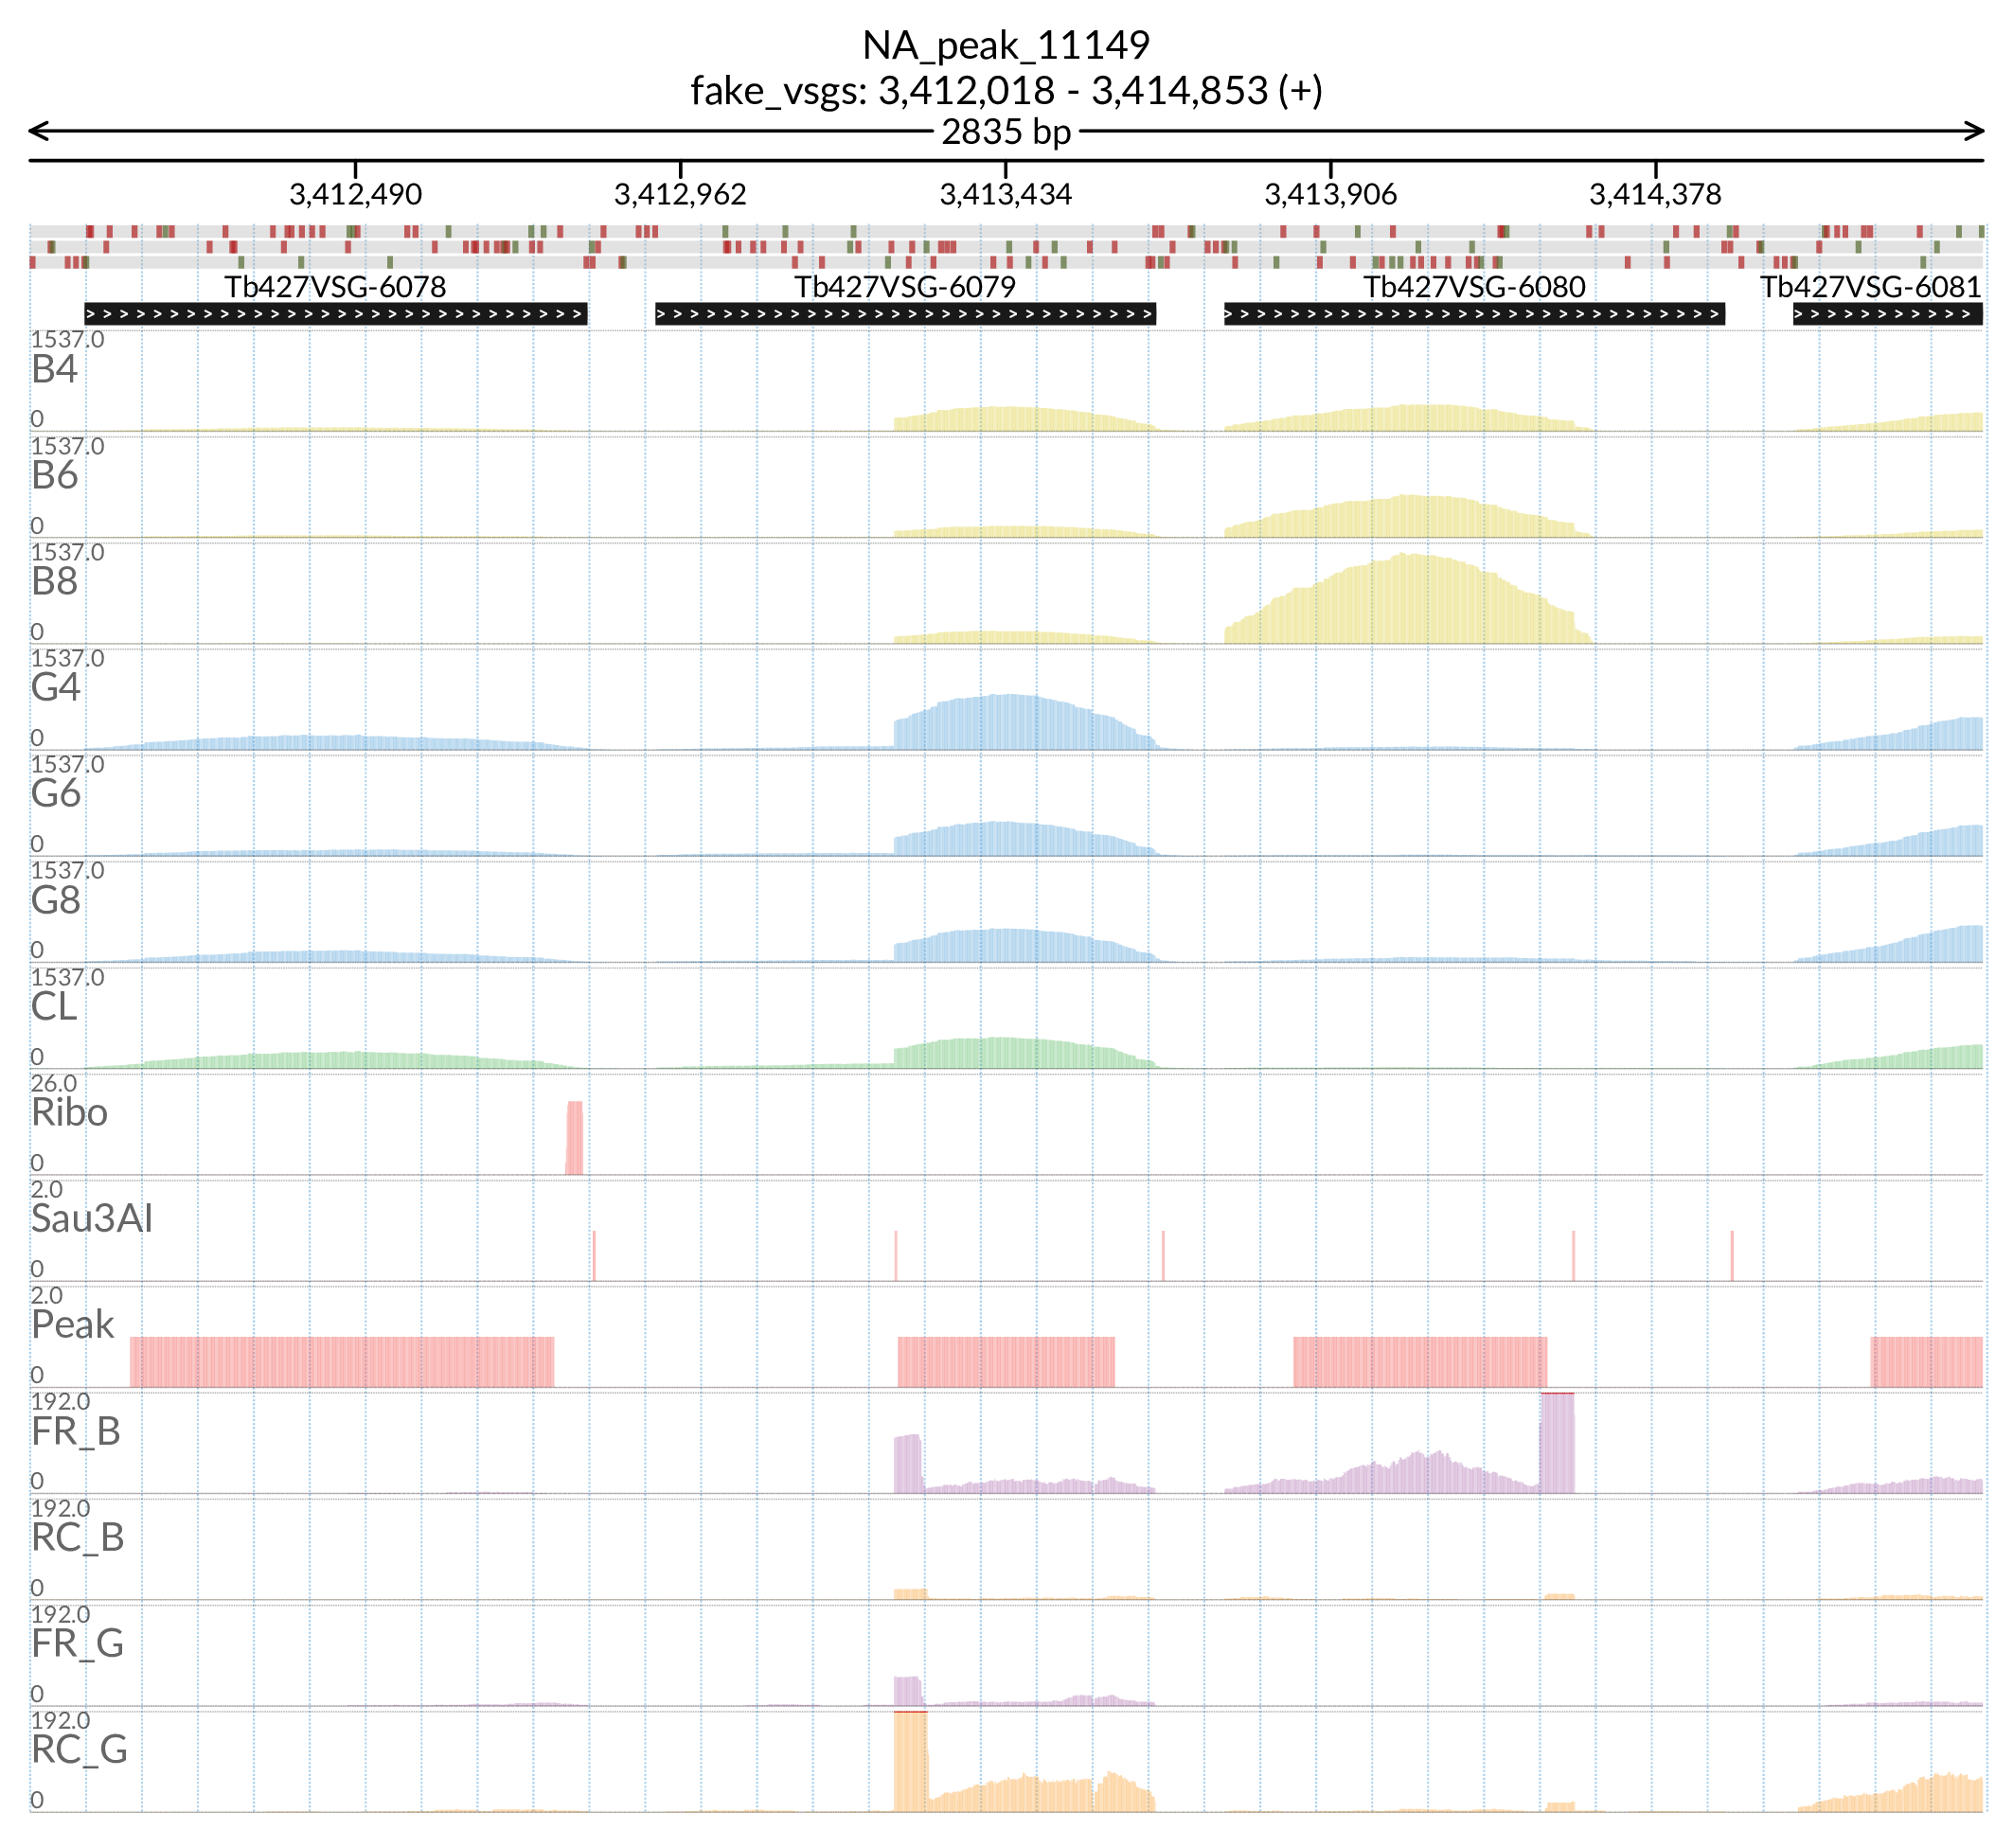 NA_peak_11149
fake_vsgs: 3,412,018 - 3,414,853 (+)
2835 bp
3,412,490 3,412,962 3,413,434 3,413,906 3,414,378
Tb427VSG-6078 Tb427VSG-6079 Tb427VSG-6080 Tb427VSG-6081
1537.0
B4
0
1537.0
B6
0
1537.0
B8
0
1537.0
G4
0
1537.0
G6
0
1537.0
G8
0
1537.0
CL
0
26.0
Ribo
0
2.0
Sau3AI
0
2.0
Peak
0
192.0
FR_B
0
192.0
RC_B
0
192.0
FR_G
0
192.0
RC_G
0